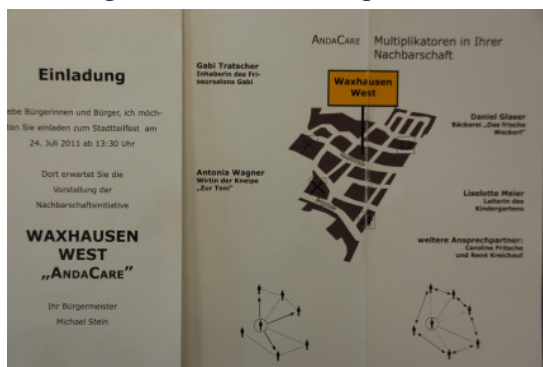 Einladung
ebe Bürgerinnen und Bürger, ich möch-
ten Sie einladen zum Stadtteilfest am
24. Juli 2011 ab 13:30 Uhr
Dort erwartet Sie die
Vorstellung der
Nachbarschaftsinitiative
WAXHAUSEN
WEST
„ANDACARE”
Ihr Bürgermeister
Michael Stein
ANDACARE Multiplikatoren in Ihrer
Nachbarschaft
Gabi Tratscher
Inhaberin des Fri-
seursalons Gabi
Waxhausen
West
Daniel Glaser
Bäckerei „Das frische
Weckerl”
Antonia Wagner
Wirtin der Kneipe
„Zur Toni”
Liselotte Meier
Leiterin des
Kindergartens
weitere Ansprechpartner:
Caroline Fritsche
und René Kreichauf